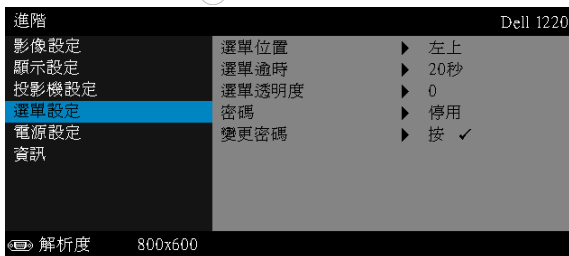 進階 Dell 1220
影像設定
顯示設定
投影機設定
選單設定
電源設定
資訊
選單位置 ▶ 左上
選單逾時 ▶ 20秒
選單透明度 ▶ 0
密碼 ▶ 停用
變更密碼 ▶ 按 ✓
解析度 800x600